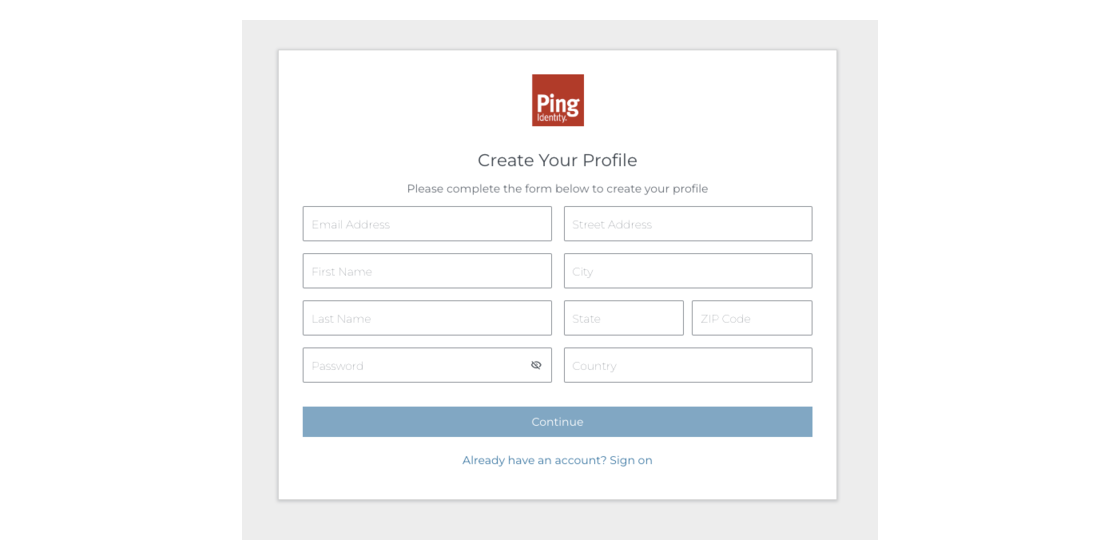 Ping
Identity.
Create Your Profile
Please complete the form below to create your profile
Email Address
Street Address
First Name
City
Last Name
State
ZIP Code
Password
Country
Continue
Already have an account? Sign on